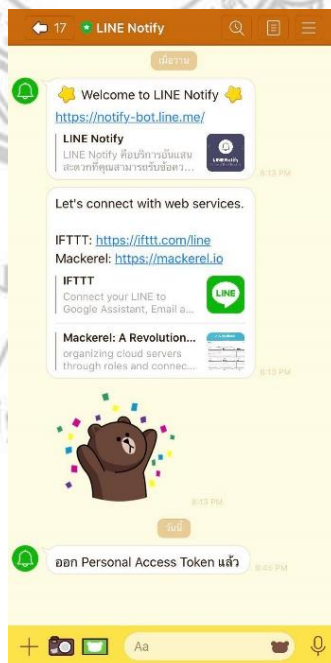 17 LINE Notify
เมื่อวาน
Welcome to LINE Notify
https://notify-bot.line.me/
LINE Notify
LINE Notify คือบริการอันแสน
สะดวกที่คุณสามารถรับข้อคว...
8:13 PM
Let's connect with web services.
IFTTT: https://ifttt.com/line
Mackerel: https://mackerel.io
IFTTT
Connect your LINE to
Google Assistant, Email a...
LINE
Mackerel: A Revolution...
organizing cloud servers
through roles and connec...
8:13 PM
8:13 PM
วันนี้
ออก Personal Access Token แล้ว
Aa